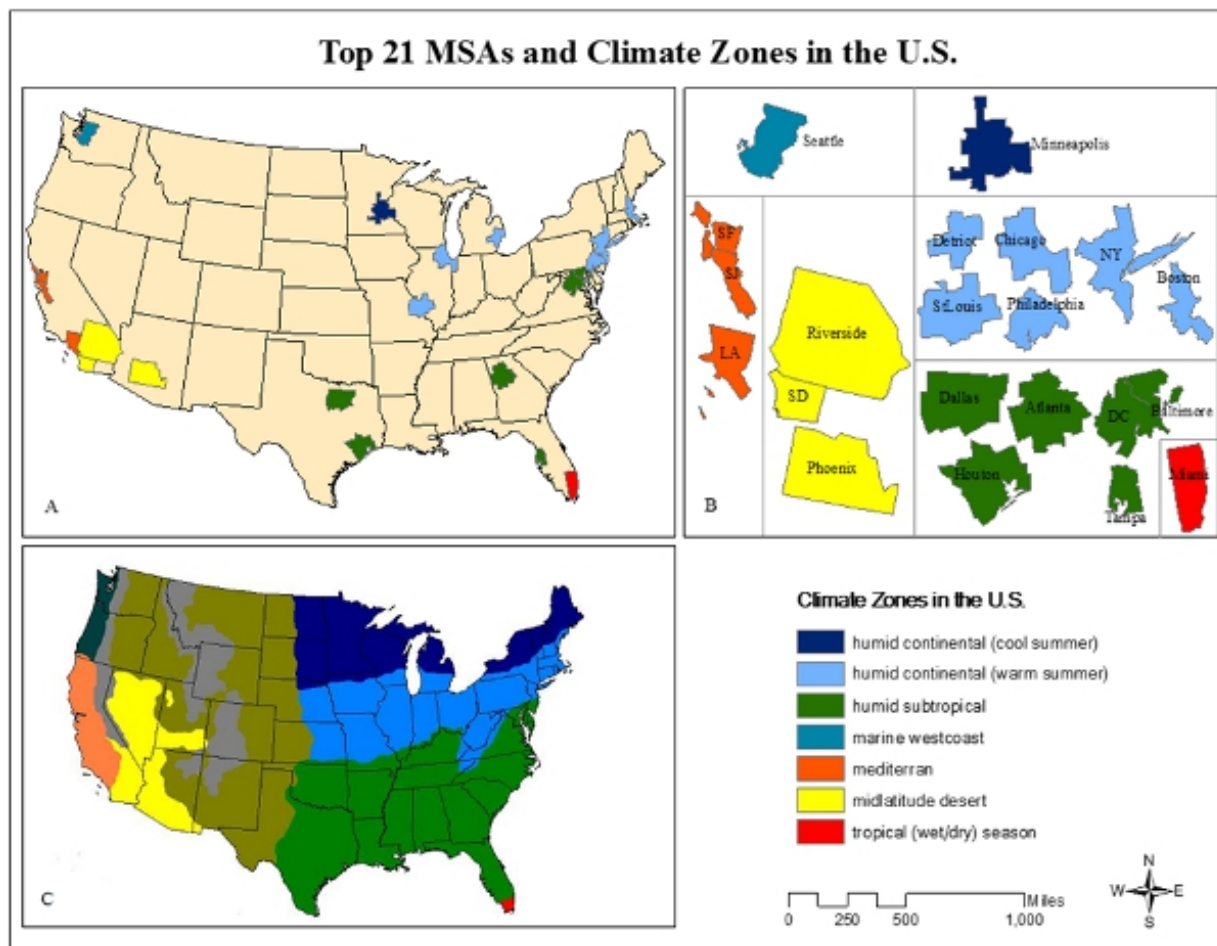 Top 21 MSAs and Climate Zones in the U.S.
A
Seattle
Minneapolis
SF
SJ
LA
Riverside
SD
Phoenix
Detriot
Chicago
NY
Boston
StLouis
Philadelphia
Dallas
Atlanta
DC
Baltimore
Houton
Tampa
Miami
B
C
Climate Zones in the U.S.
humid continental (cool summer)
humid continental (warm summer)
humid subtropical
marine westcoast
mediterran
midlatitude desert
tropical (wet/dry) season
Miles
0 250 500 1,000
N
W E
S